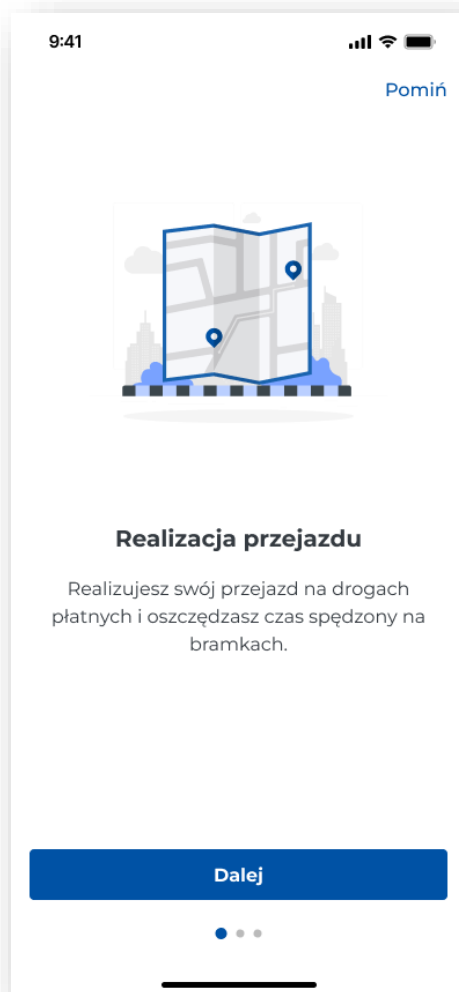 9:41
Pomiń
Realizacja przejazdu
Realizujesz swój przejazd na drogach
płatnych i oszczędzasz czas spędzony na
bramkach.
Dalej